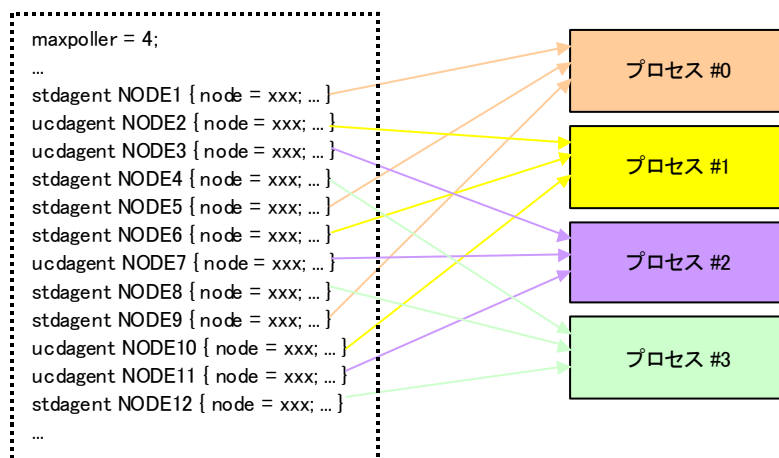 maxpoller = 4;
…
stdagent NODE1 { node = xxx; … }
ucdagent NODE2 { node = xxx; … }
ucdagent NODE3 { node = xxx; … }
stdagent NODE4 { node = xxx; … }
stdagent NODE5 { node = xxx; … }
stdagent NODE6 { node = xxx; … }
ucdagent NODE7 { node = xxx; … }
stdagent NODE8 { node = xxx; … }
stdagent NODE9 { node = xxx; … }
ucdagent NODE10 { node = xxx; … }
ucdagent NODE11 { node = xxx; … }
stdagent NODE12 { node = xxx; … }
…
プロセス #0
プロセス #1
プロセス #2
プロセス #3